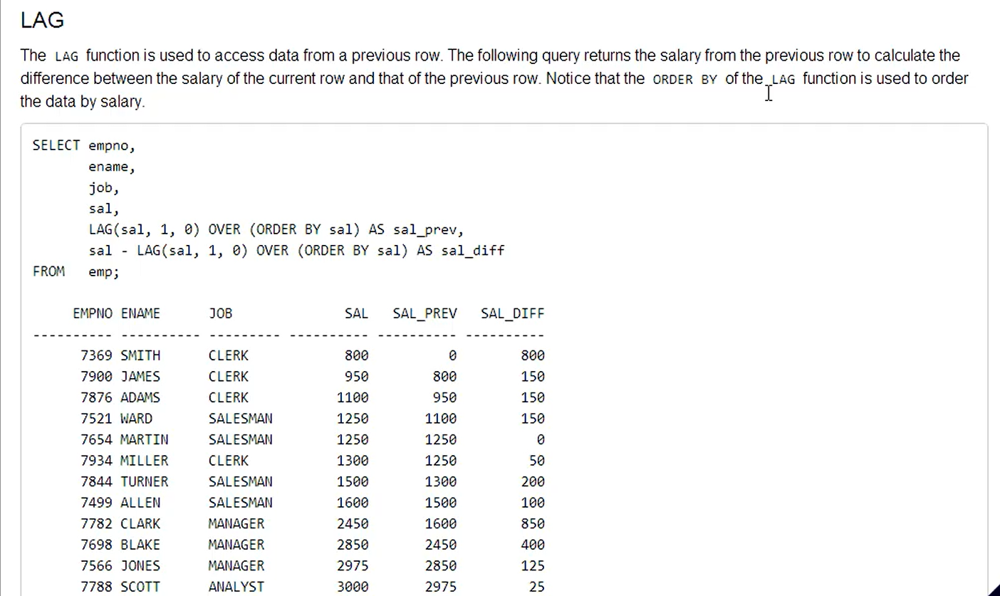 LAG
The LAG function is used to access data from a previous row. The following query returns the salary from the previous row to calculate the
difference between the salary of the current row and that of the previous row. Notice that the ORDER BY of the LAG function is used to order
the data by salary.
SELECT empno,
       ename,
       job,
       sal,
       LAG(sal, 1, 0) OVER (ORDER BY sal) AS sal_prev,
       sal - LAG(sal, 1, 0) OVER (ORDER BY sal) AS sal_diff
FROM   emp;
     EMPNO ENAME      JOB              SAL   SAL_PREV   SAL_DIFF
---------- ---------- --------- ---------- ---------- ----------
      7369 SMITH      CLERK            800          0        800
      7900 JAMES      CLERK            950        800        150
      7876 ADAMS      CLERK           1100        950        150
      7521 WARD       SALESMAN        1250       1100        150
      7654 MARTIN     SALESMAN        1250       1250          0
      7934 MILLER     CLERK           1300       1250         50
      7844 TURNER     SALESMAN        1500       1300        200
      7499 ALLEN      SALESMAN        1600       1500        100
      7782 CLARK      MANAGER         2450       1600        850
      7698 BLAKE      MANAGER         2850       2450        400
      7566 JONES      MANAGER         2975       2850        125
      7788 SCOTT      ANALYST         3000       2975         25